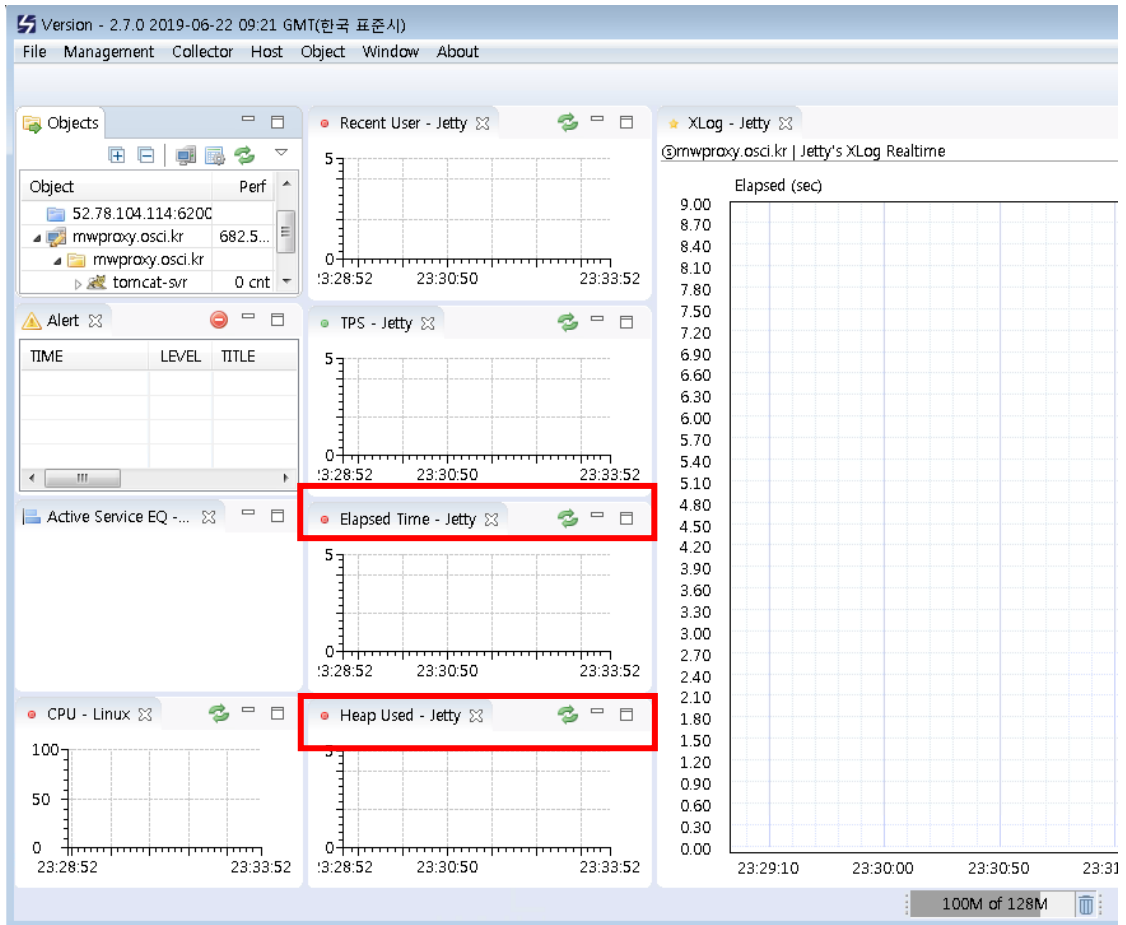 Version - 2.7.0 2019-06-22 09:21 GMT(한국 표준시)
File Management Collector Host Object Window About
Objects
Object Perf
52.78.104.114:6200
mwproxy.osci.kr 682.5...
mwproxy.osci.kr
tomcat-svr 0 cnt
Alert
TIME LEVEL TITLE
Active Service EQ -...
CPU - Linux
100
50
0
23:28:52 23:33:52
Recent User - Jetty
5
0
:3:28:52 23:30:50 23:33:52
TPS - Jetty
5
0
:3:28:52 23:30:50 23:33:52
Elapsed Time - Jetty
5
0
:3:28:52 23:30:50 23:33:52
Heap Used - Jetty
5
0
:3:28:52 23:30:50 23:33:52
XLog - Jetty
ⓢmwproxy.osci.kr | Jetty's XLog Realtime
Elapsed (sec)
9.00
8.70
8.40
8.10
7.80
7.50
7.20
6.90
6.60
6.30
6.00
5.70
5.40
5.10
4.80
4.50
4.20
3.90
3.60
3.30
3.00
2.70
2.40
2.10
1.80
1.50
1.20
0.90
0.60
0.30
0.00
23:29:10 23:30:00 23:30:50 23:31
100M of 128M